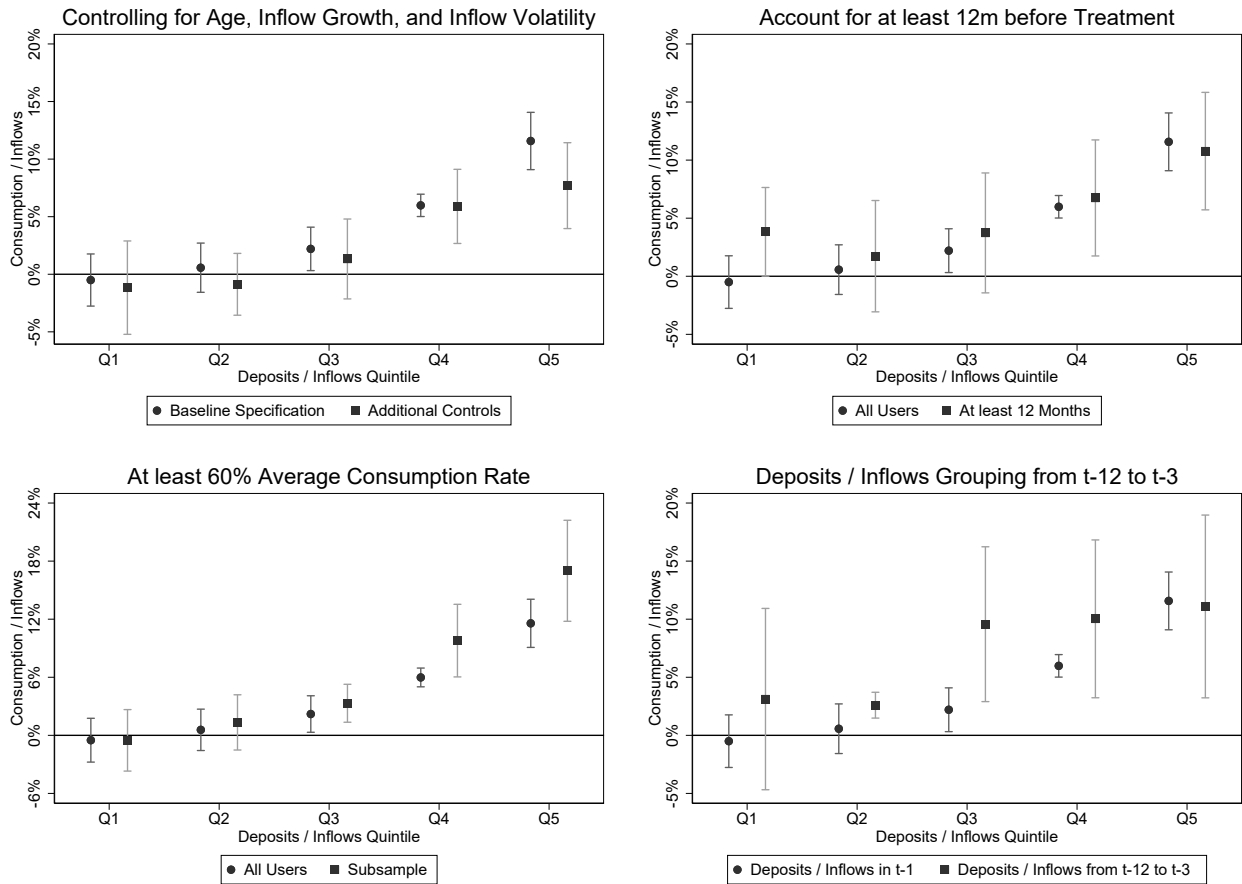 Controlling for Age, Inflow Growth, and Inflow Volatility
Consumption / Inflows
20%
15%
10%
5%
0%
-5%
Q1 Q2 Q3 Q4 Q5
Deposits / Inflows Quintile
Baseline Specification Additional Controls
Account for at least 12m before Treatment
Consumption / Inflows
20%
15%
10%
5%
0%
-5%
Q1 Q2 Q3 Q4 Q5
Deposits / Inflows Quintile
All Users At least 12 Months
At least 60% Average Consumption Rate
Consumption / Inflows
24%
18%
12%
6%
0%
-6%
Q1 Q2 Q3 Q4 Q5
Deposits / Inflows Quintile
All Users Subsample
Deposits / Inflows Grouping from t-12 to t-3
Consumption / Inflows
20%
15%
10%
5%
0%
-5%
Q1 Q2 Q3 Q4 Q5
Deposits / Inflows Quintile
Deposits / Inflows in t-1 Deposits / Inflows from t-12 to t-3